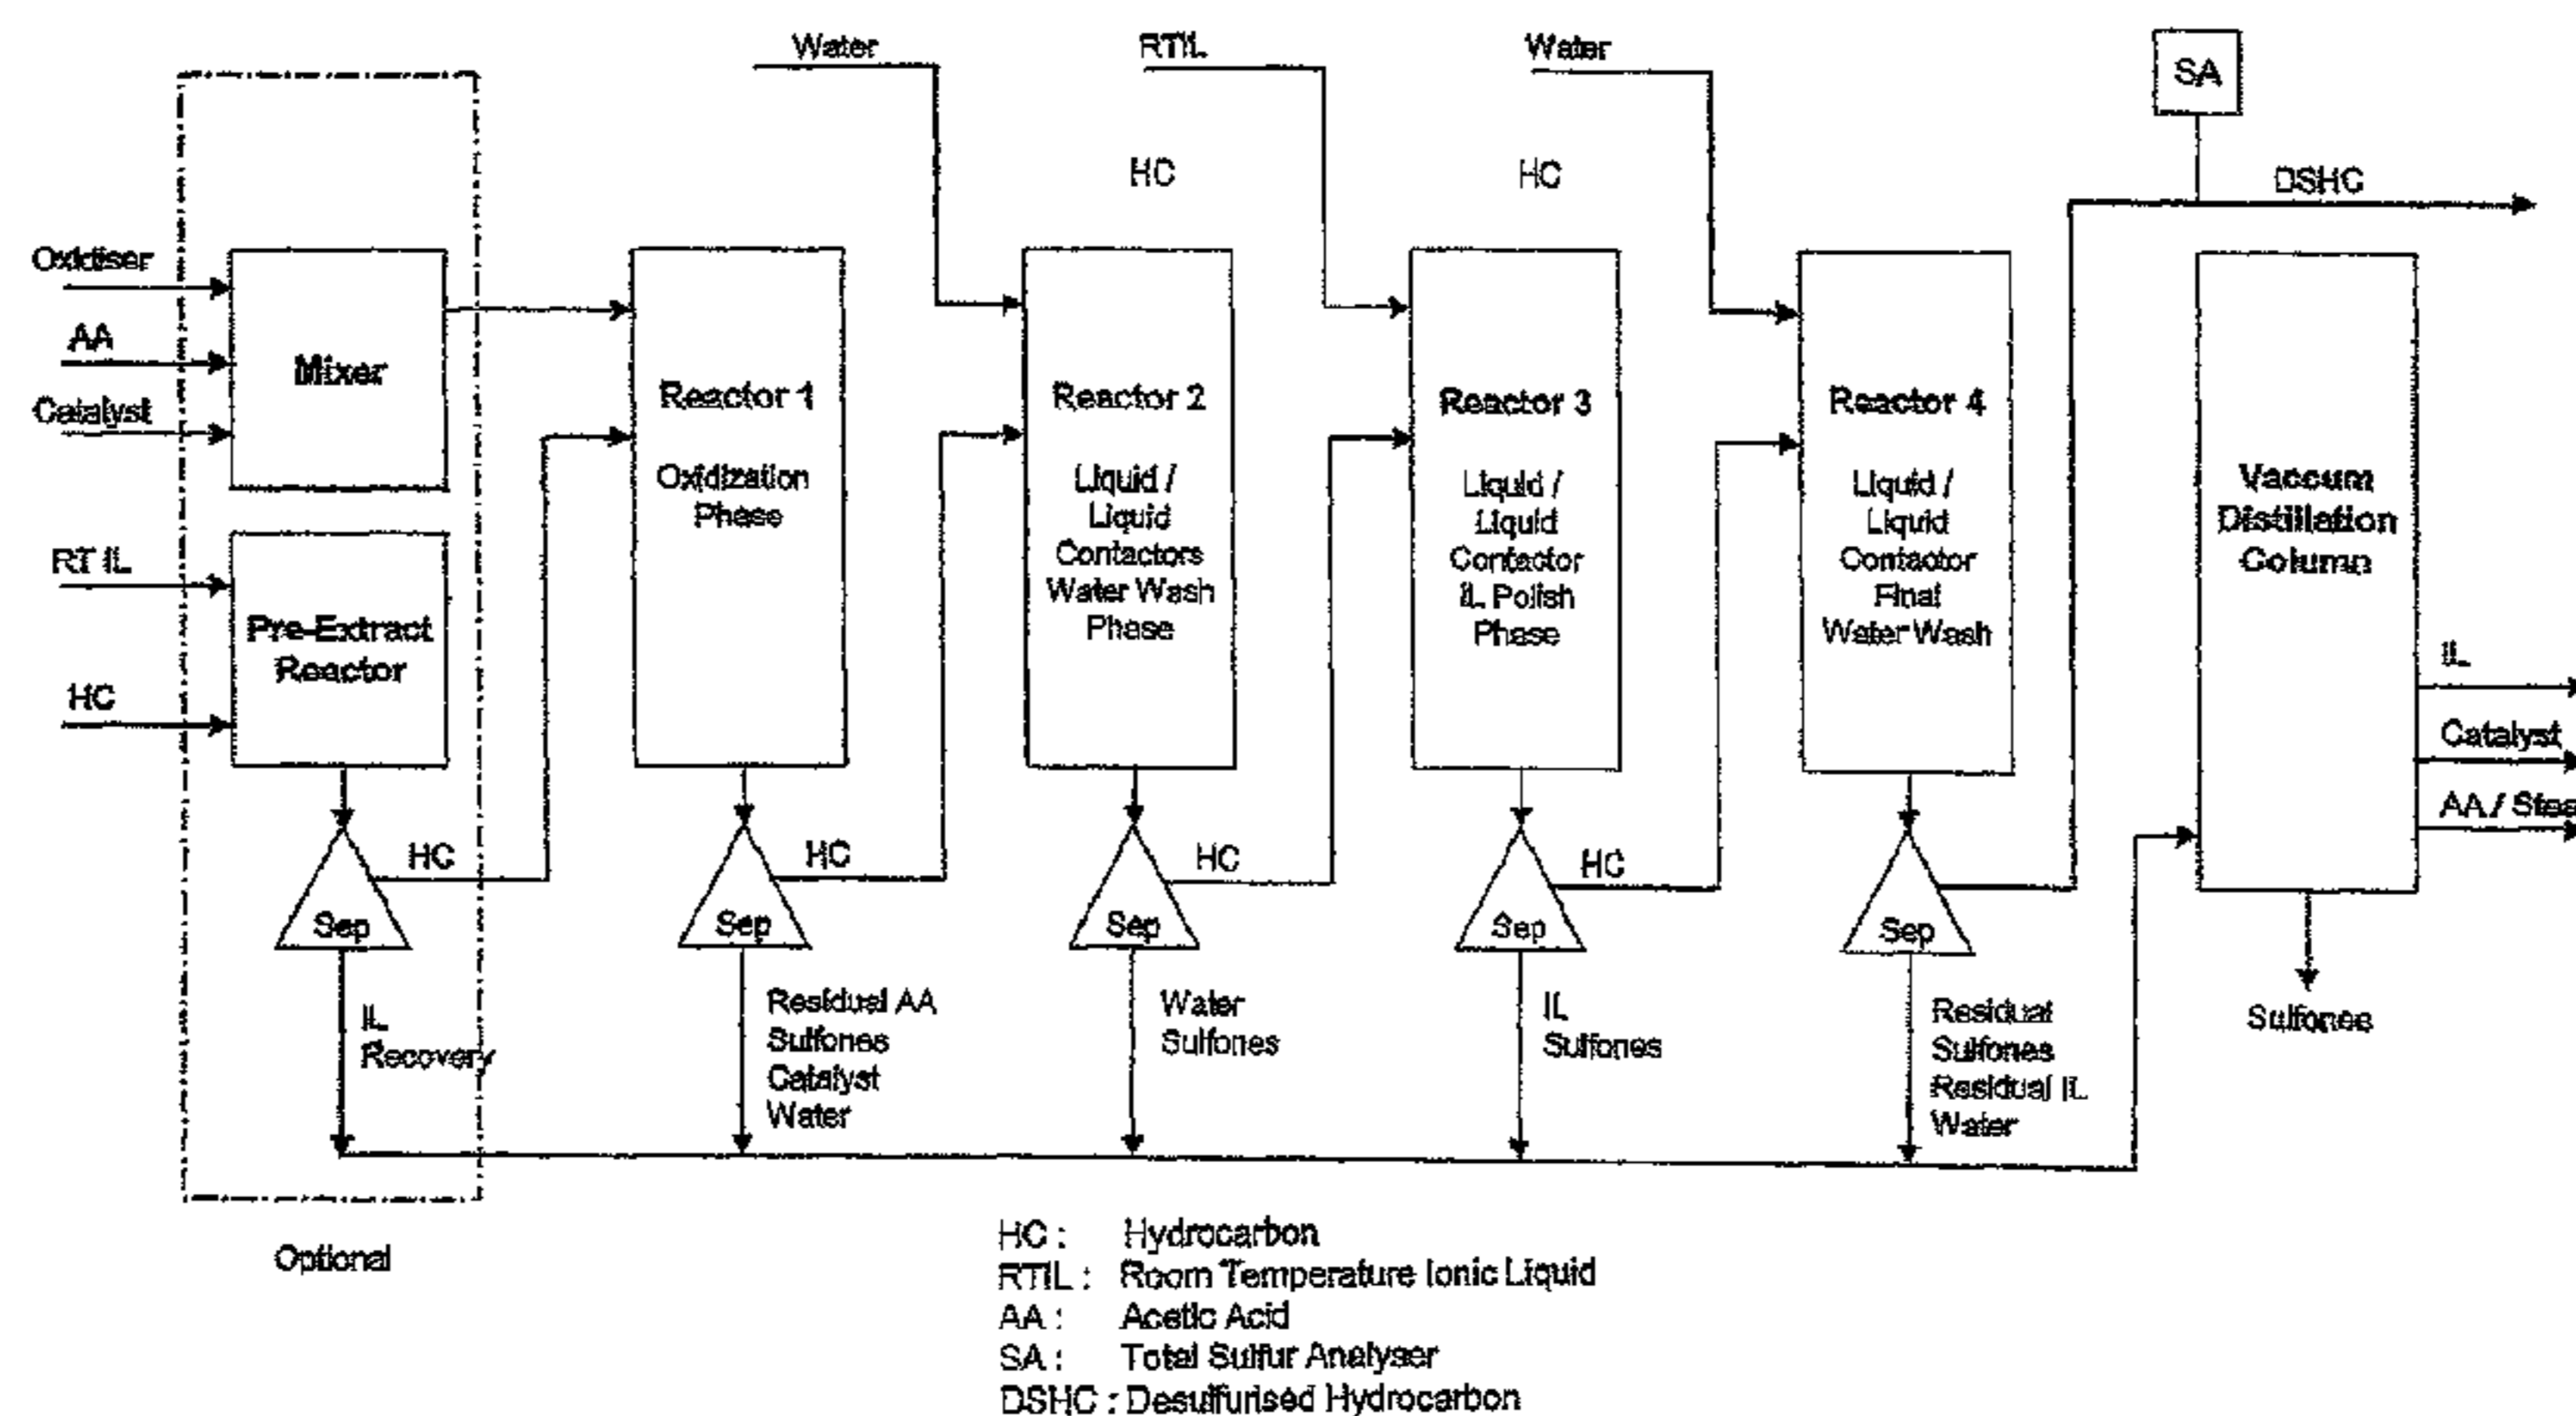 Water
RTIL
Water
SA
HC
HC
DSHC
Oxidiser
AA
Catalyst
Mixer
RT IL
HC
Pre-Extract
Reactor
Reactor 1
Oxidization
Phase
Reactor 2
Liquid /
Liquid
Contactors
Water Wash
Phase
Reactor 3
Liquid /
Liquid
Contactor
IL Polish
Phase
Reactor 4
Liquid /
Liquid
Contactor
Final
Water Wash
Vaccum
Distillation
Column
IL
Catalyst
AA / Stea
HC
HC
HC
HC
Sep
Sep
Sep
Sep
Sep
IL
Recovery
Residual AA
Sulfones
Catalyst
Water
Water
Sulfones
IL
Sulfones
Residual
Sulfones
Residual IL
Water
Sulfones
Optional
HC : Hydrocarbon
RTIL : Room Temperature Ionic Liquid
AA : Acetic Acid
SA : Total Sulfur Analyser
DSHC : Desulfurised Hydrocarbon